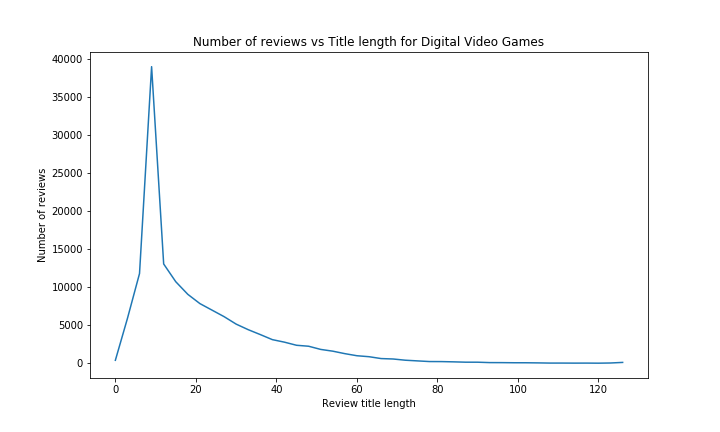 Number of reviews vs Title length for Digital Video Games
40000
35000
30000
25000
20000
15000
10000
5000
0
Number of reviews
0 20 40 60 80 100 120
Review title length